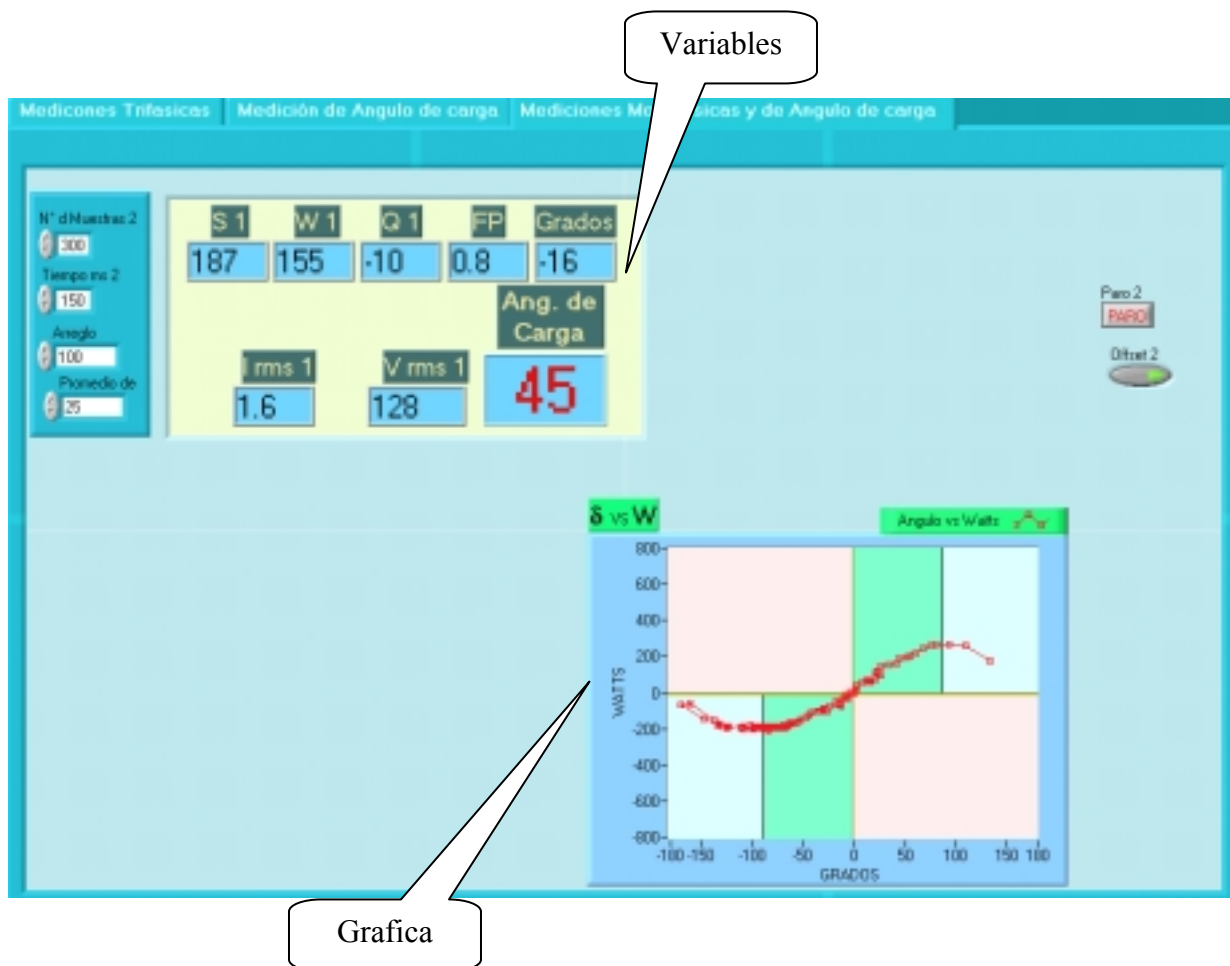 Variables
Medicones Trifasicas
Medición de Angulo de carga
Mediciones Mo sicas y de Angulo de carga
N° dMuestras 2
300
Tiempo ms 2
150
Arreglo
100
Promedio de
25
S 1
W 1
Q 1
FP
Grados
187
155
-10
0.8
-16
Ang. de
Carga
45
I rms 1
V rms 1
1.6
128
Paro 2
PARO
Offset 2
δ vs W
Angulo vs Watts
800
600
400
200
0
-200
-400
-600
-800
WATTS
-180 -150 -100 -50 0 50 100 150 180
GRADOS
Grafica